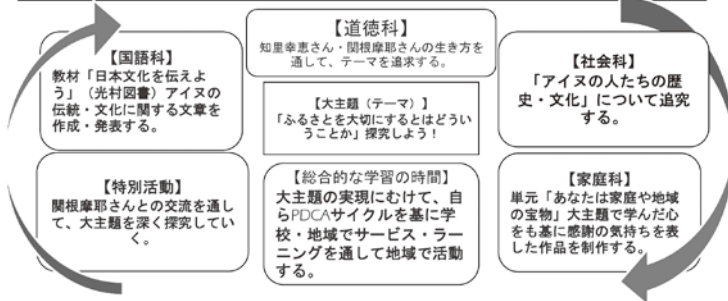 【道徳科】
知里幸恵さん・関根摩耶さんの生き方を
通して、テーマを追求する。
【国語科】
教材「日本文化を伝えよ
う」（光村図書）アイヌの
伝統・文化に関する文章を
作成・発表する。
【社会科】
「アイヌの人たちの歴
史・文化」について追究
する。
【大主題（テーマ）】
「ふるさとを大切にするとはどうい
うことか」探究しよう！
【特別活動】
関根摩耶さんとの交流を通し
て、大主題を深く探究してい
く。
【総合的な学習の時間】
大主題の実現にむけて、自
らPDCAサイクルを基に学
校・地域でサービス・ラー
ニングを通して地域で活動
する。
【家庭科】
単元「あなたは家庭や地域
の宝物」大主題で学んだ心
をも基に感謝の気持ちを表
した作品を制作する。